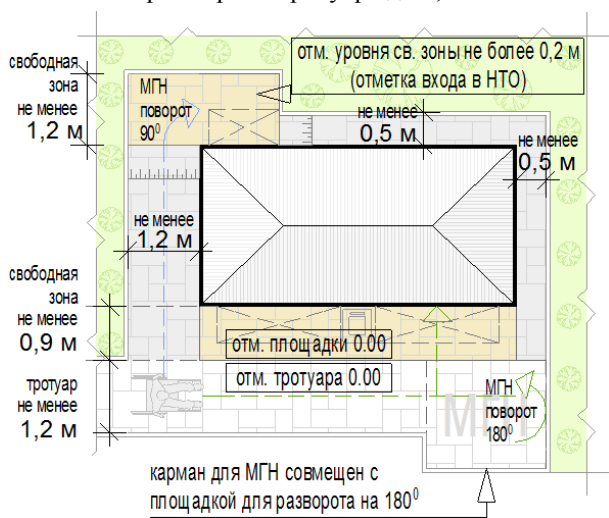 отм. уровня св. зоны не более 0,2 м
(отметка входа в НТО)
свободная
зона
не менее
1,2 м
МГН
поворот
90⁰
не менее
0,5 м
не менее
0,5 м
не менее
1,2 м
свободная
зона
не менее
0,9 м
отм. площадки 0.00
отм. тротуара 0.00
тротуар
не менее
1,2 м
МГН
МГН
поворот
180⁰
карман для МГН совмещен с
площадкой для разворота на 180⁰